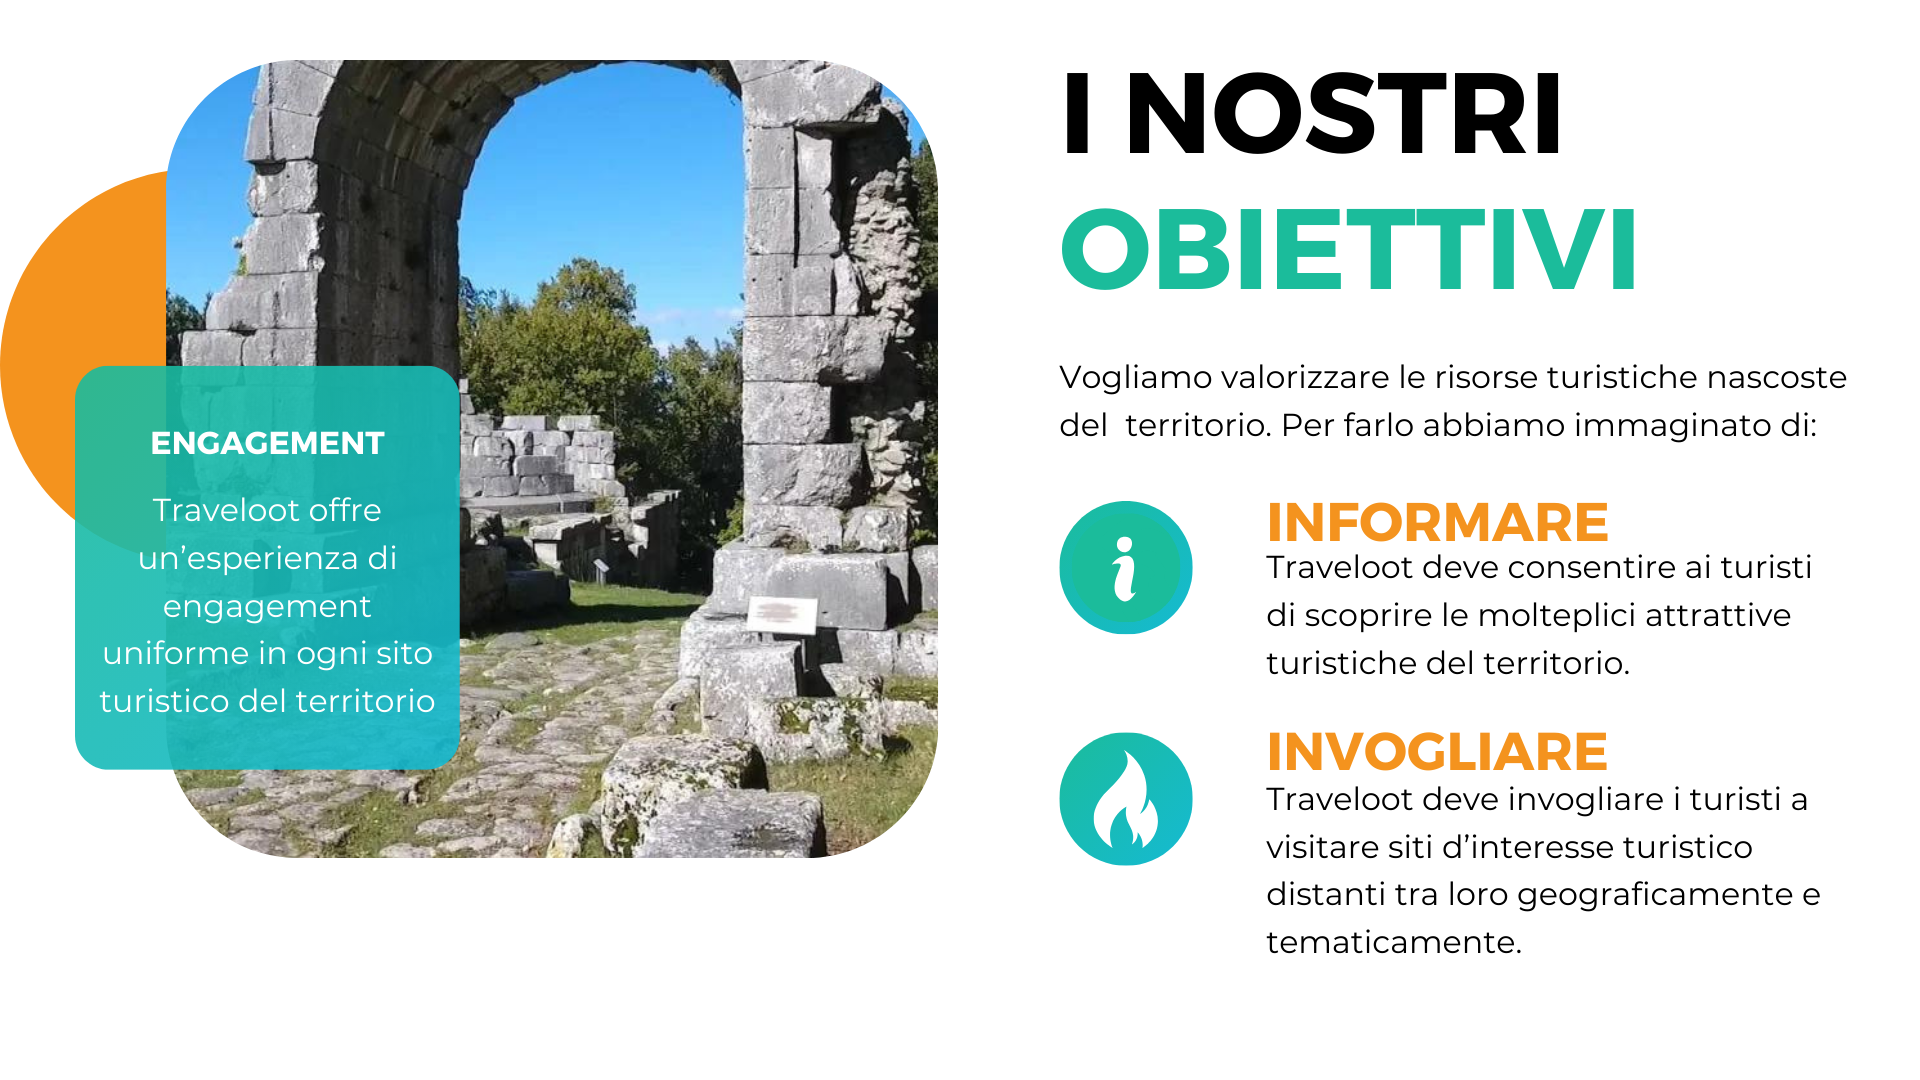 I NOSTRI
OBIETTIVI
Vogliamo valorizzare le risorse turistiche nascoste
del  territorio. Per farlo abbiamo immaginato di:
INFORMARE
Traveloot deve consentire ai turisti
di scoprire le molteplici attrattive
turistiche del territorio.
INVOGLIARE
Traveloot deve invogliare i turisti a
visitare siti d’interesse turistico
distanti tra loro geograficamente e
tematicamente.
ENGAGEMENT
Traveloot offre
un’esperienza di
engagement
uniforme in ogni sito
turistico del territorio